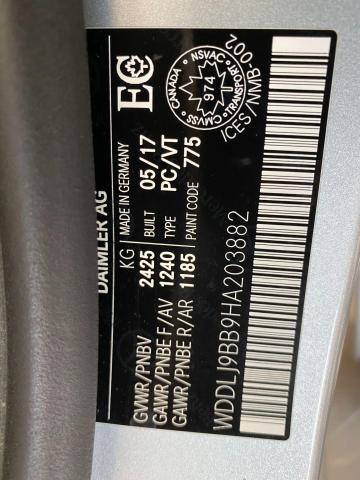 DAIMLER AG
MADE IN GERMANY
EC
KG
BUILT 05/17
GVWR/PNBV 2425
TYPE PC/VT
GAWR/PNBE F/AV 1240
PAINT CODE 775
GAWR/PNBE R/AR 1185
NSVAC
CANADA
974
TRANSPORT
CMVSS
ICES/NMB-002
WDDLJ9BB9HA203882